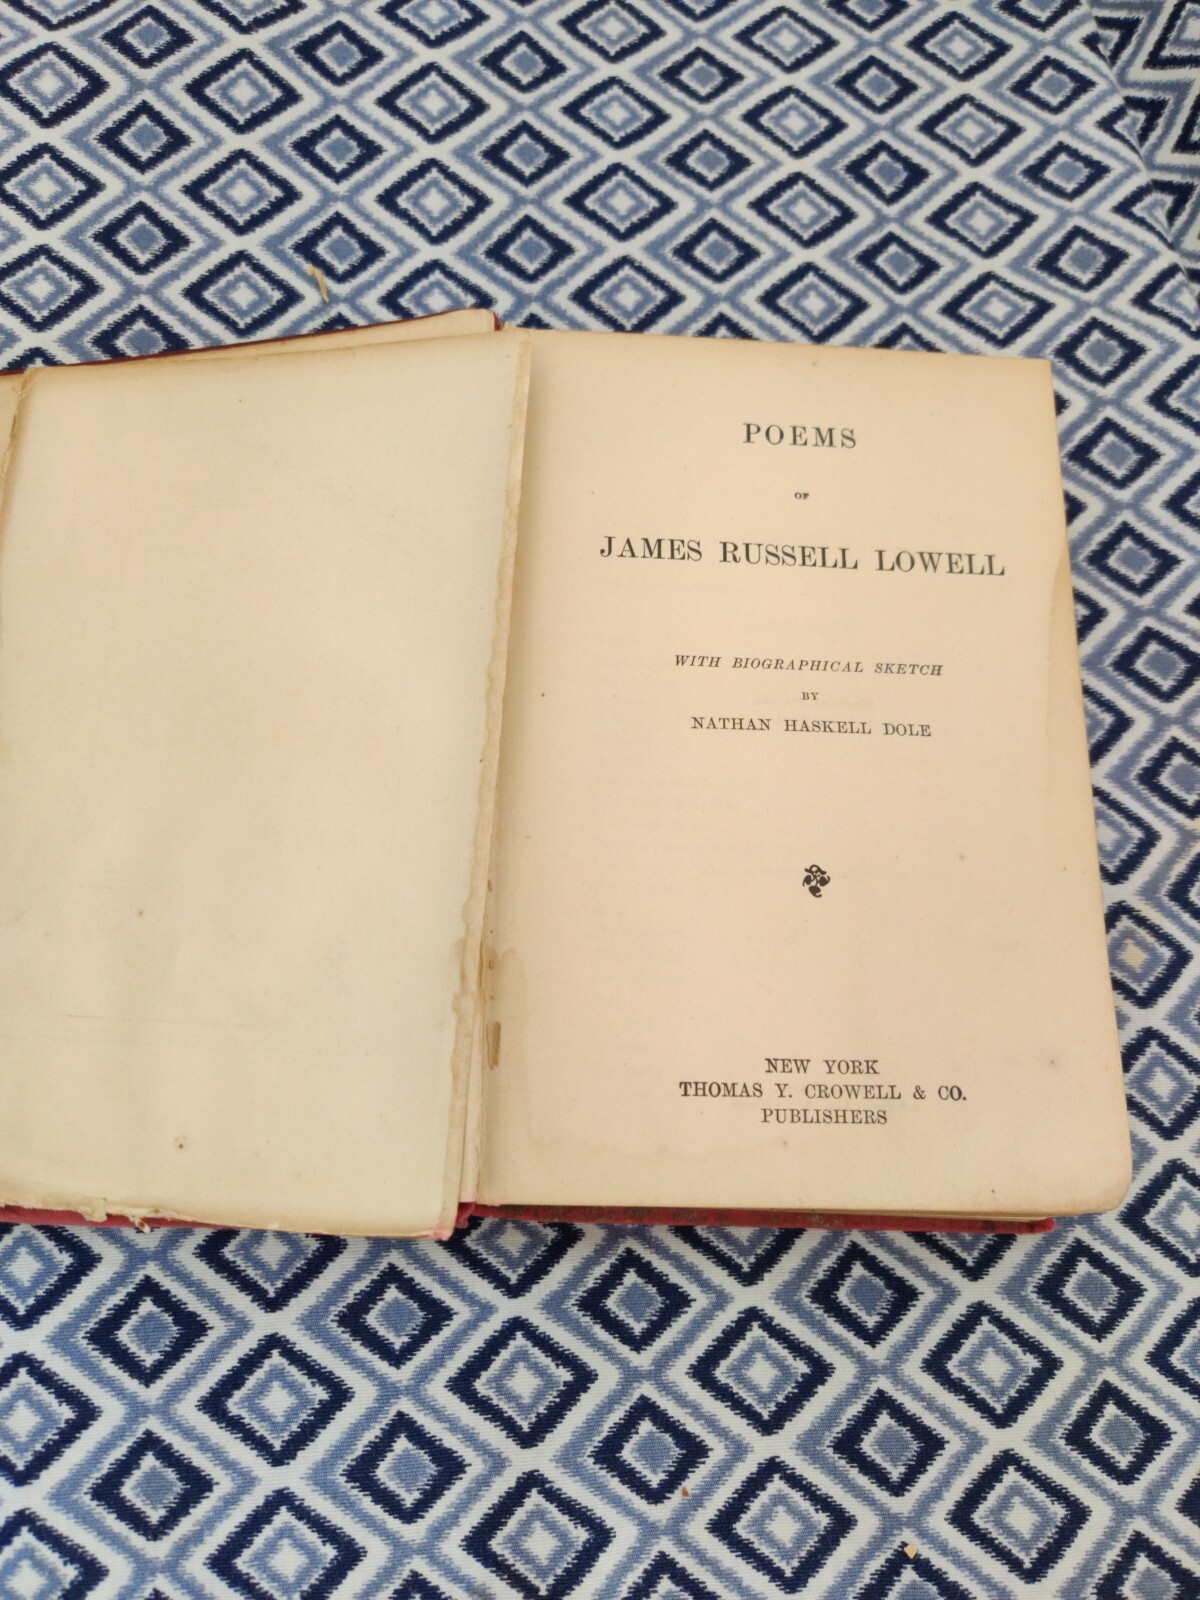 POEMS
OF
JAMES RUSSELL LOWELL
WITH BIOGRAPHICAL SKETCH
BY
NATHAN HASKELL DOLE
NEW YORK
THOMAS Y. CROWELL & CO.
PUBLISHERS